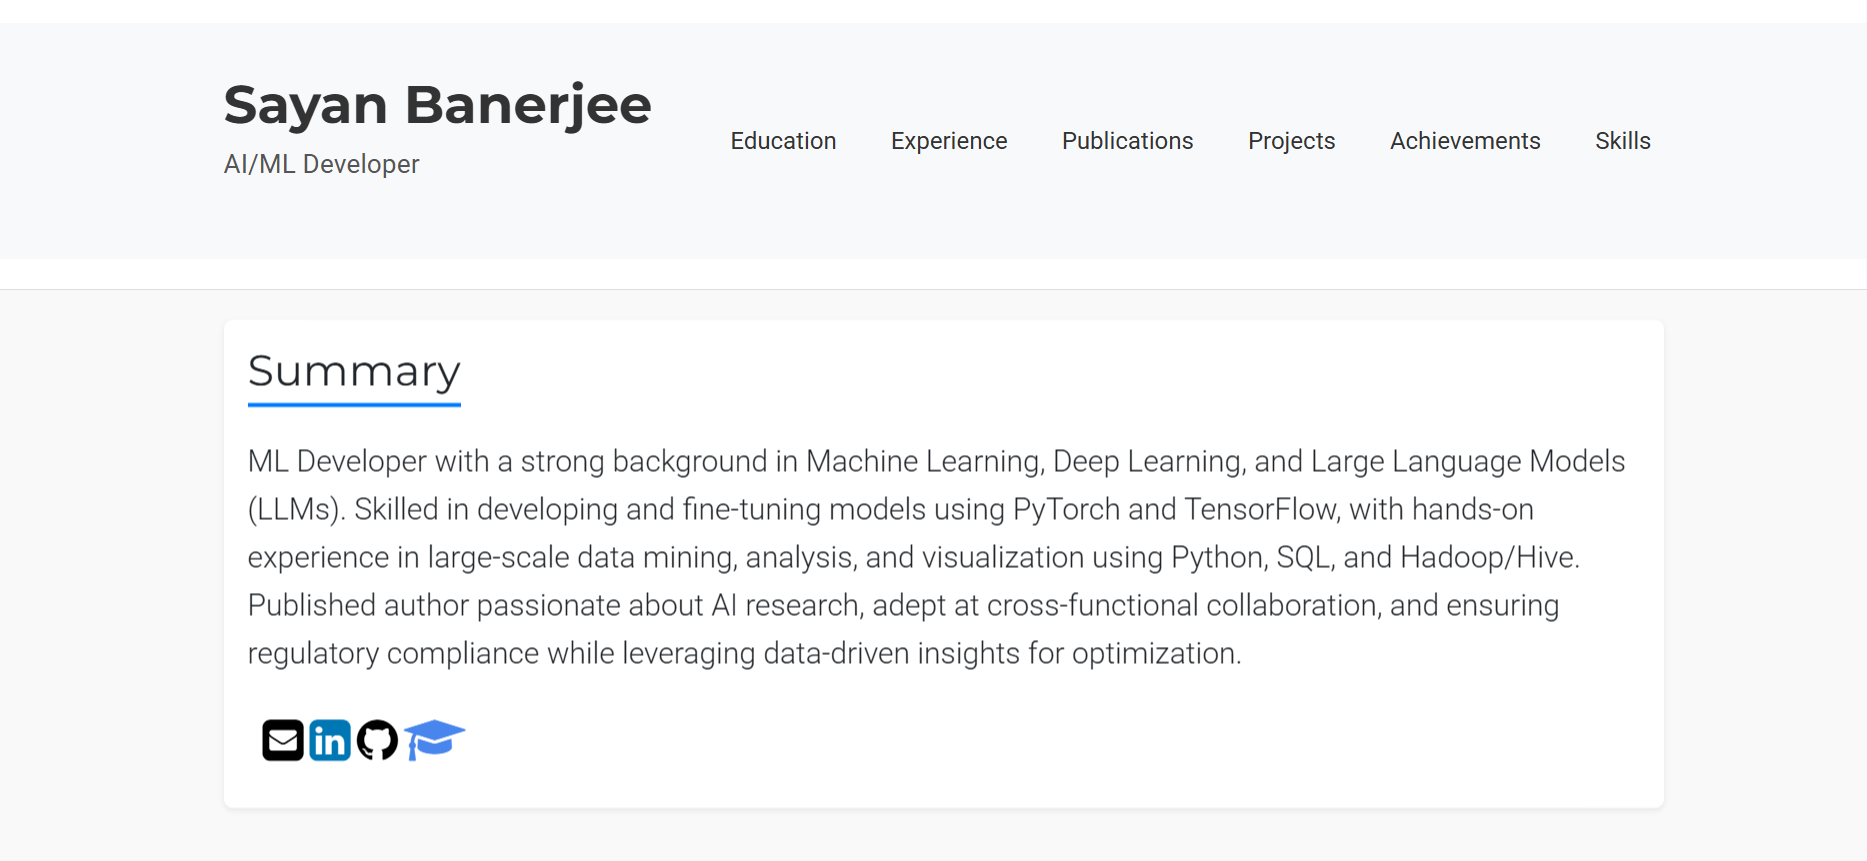 Sayan Banerjee
AI/ML Developer
Education Experience Publications Projects Achievements Skills
Summary
ML Developer with a strong background in Machine Learning, Deep Learning, and Large Language Models
(LLMs). Skilled in developing and fine-tuning models using PyTorch and TensorFlow, with hands-on
experience in large-scale data mining, analysis, and visualization using Python, SQL, and Hadoop/Hive.
Published author passionate about AI research, adept at cross-functional collaboration, and ensuring
regulatory compliance while leveraging data-driven insights for optimization.
in